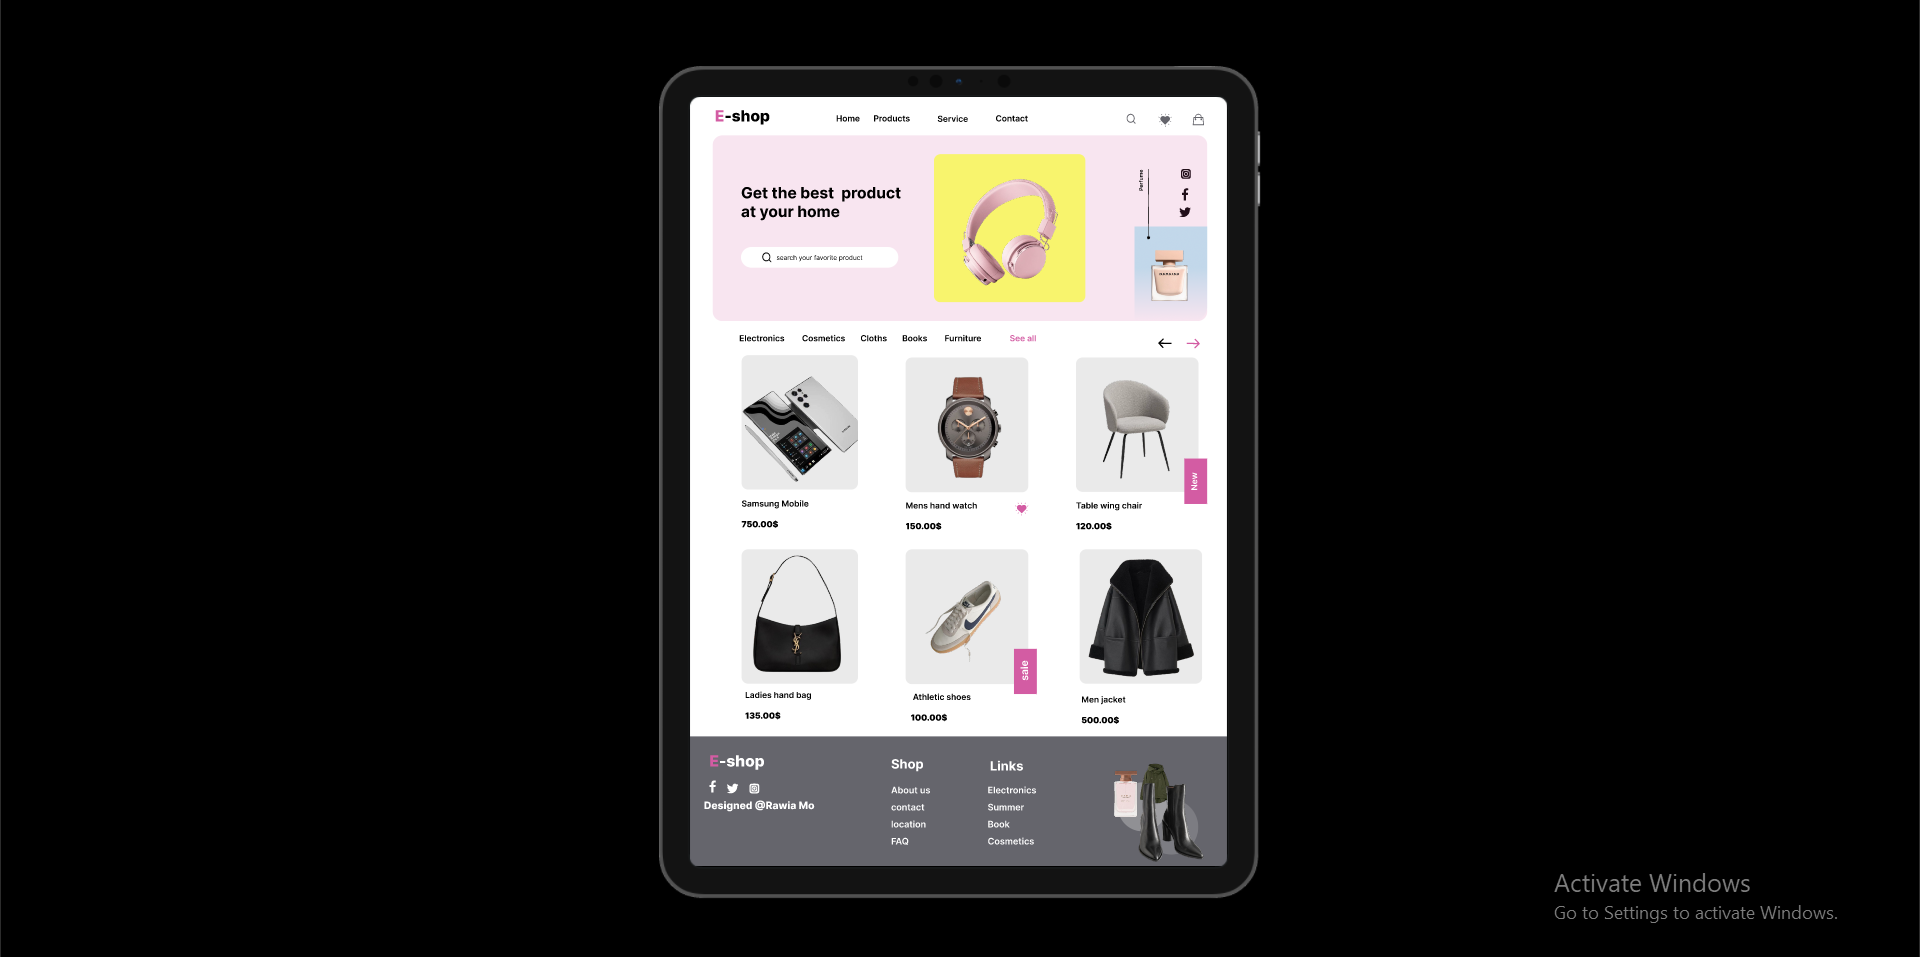 E-shop
Home
Products
Service
Contact
Get the best product
at your home
search your favorite product
Perfume
Electronics
Cosmetics
Cloths
Books
Furniture
See all
New
Samsung Mobile
750.00$
Mens hand watch
150.00$
Table wing chair
120.00$
sale
Ladies hand bag
135.00$
Athletic shoes
100.00$
Men jacket
500.00$
E-shop
Designed @Rawia Mo
Shop
About us
contact
location
FAQ
Links
Electronics
Summer
Book
Cosmetics
Activate Windows
Go to Settings to activate Windows.